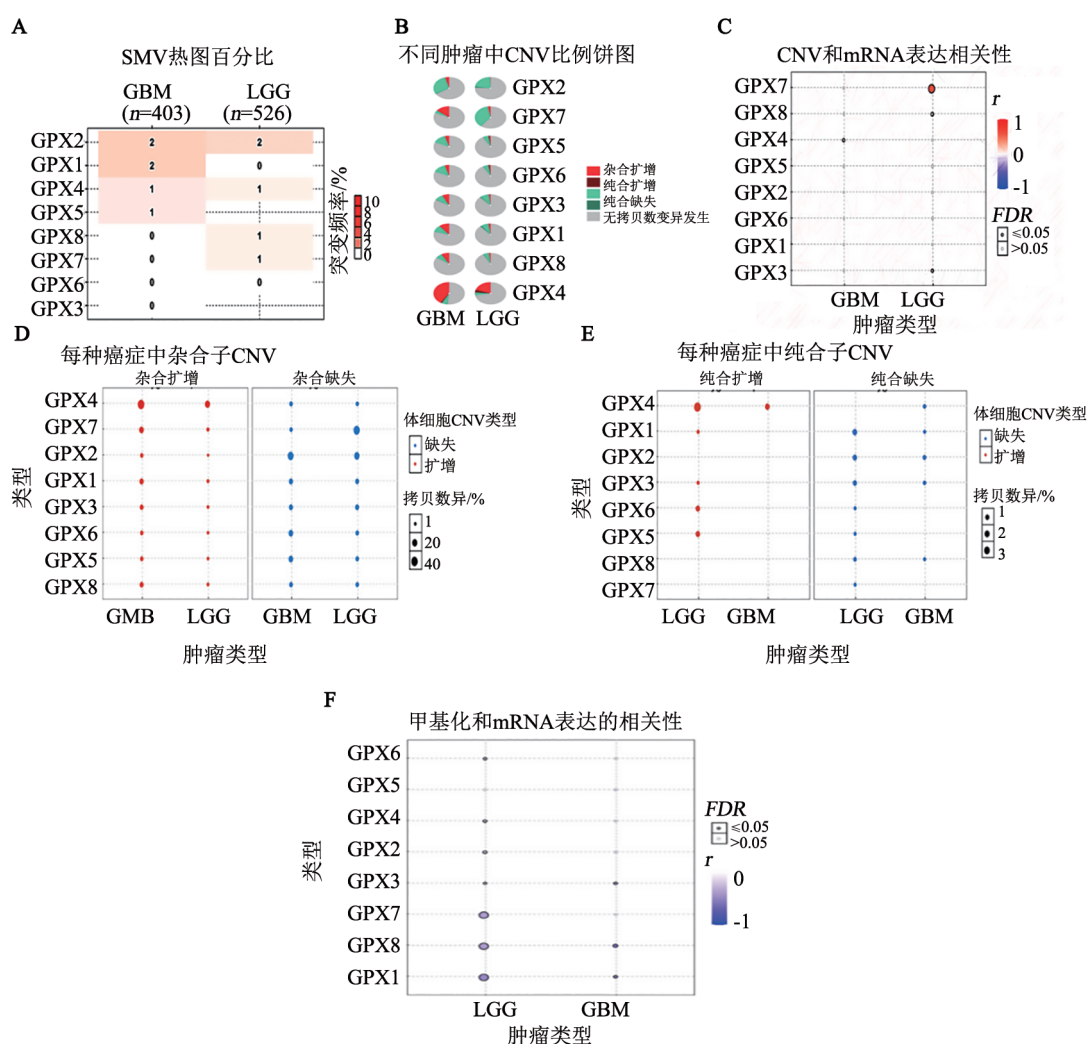 A
SMV热图百分比
GBM LGG
(n=403) (n=526)
GPX2 2 2
GPX1 2 0
GPX4 1 1
GPX5 1
GPX8 0 1
GPX7 0 1
GPX6 0 0
GPX3 0
突变频率/%
10
8
6
4
2
0
B
不同肿瘤中CNV比例饼图
GPX2
GPX7
GPX5
GPX6
GPX3
GPX1
GPX8
GPX4
GBM LGG
杂合扩增
纯合扩增
纯合缺失
无拷贝数变异发生
C
CNV和mRNA表达相关性
GPX7
GPX8
GPX4
GPX5
GPX2
GPX6
GPX1
GPX3
GBM LGG
肿瘤类型
r
1
0
-1
FDR
≤0.05
>0.05
D
每种癌症中杂合子CNV
杂合扩增 杂合缺失
类型
GPX4
GPX7
GPX2
GPX1
GPX3
GPX6
GPX5
GPX8
GMB LGG GBM LGG
肿瘤类型
体细胞CNV类型
缺失
扩增
拷贝数异/%
1
20
40
E
每种癌症中纯合子CNV
纯合扩增 纯合缺失
类型
GPX4
GPX1
GPX2
GPX3
GPX6
GPX5
GPX8
GPX7
LGG GBM LGG GBM
肿瘤类型
体细胞CNV类型
缺失
扩增
拷贝数异/%
1
2
3
F
甲基化和mRNA表达的相关性
类型
GPX6
GPX5
GPX4
GPX2
GPX3
GPX7
GPX8
GPX1
LGG GBM
肿瘤类型
FDR
≤0.05
>0.05
r
0
-1